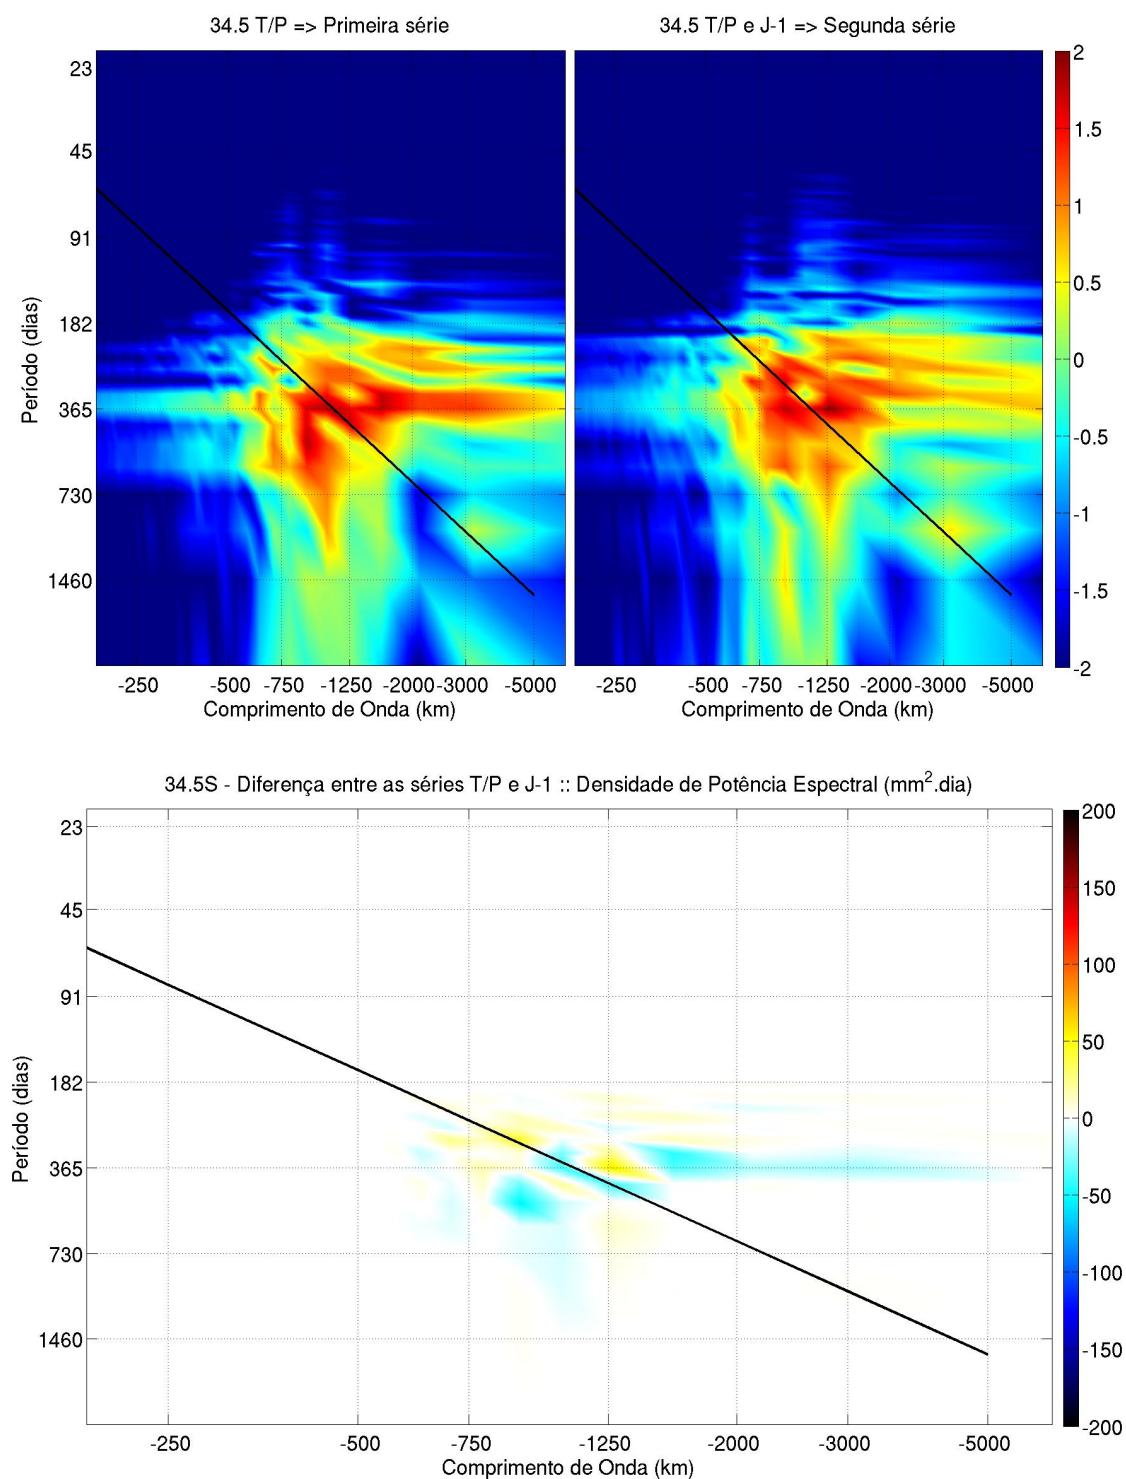 34.5 T/P => Primeira série
34.5 T/P e J-1 => Segunda série
Período (dias)
23
45
91
182
365
730
1460
2
1.5
1
0.5
0
-0.5
-1
-1.5
-2
-250 -500 -750 -1250 -2000 -3000 -5000
-250 -500 -750 -1250 -2000 -3000 -5000
Comprimento de Onda (km)
Comprimento de Onda (km)
34.5S - Diferença entre as séries T/P e J-1 :: Densidade de Potência Espectral (mm².dia)
Período (dias)
23
45
91
182
365
730
1460
200
150
100
50
0
-50
-100
-150
-200
-250 -500 -750 -1250 -2000 -3000 -5000
Comprimento de Onda (km)